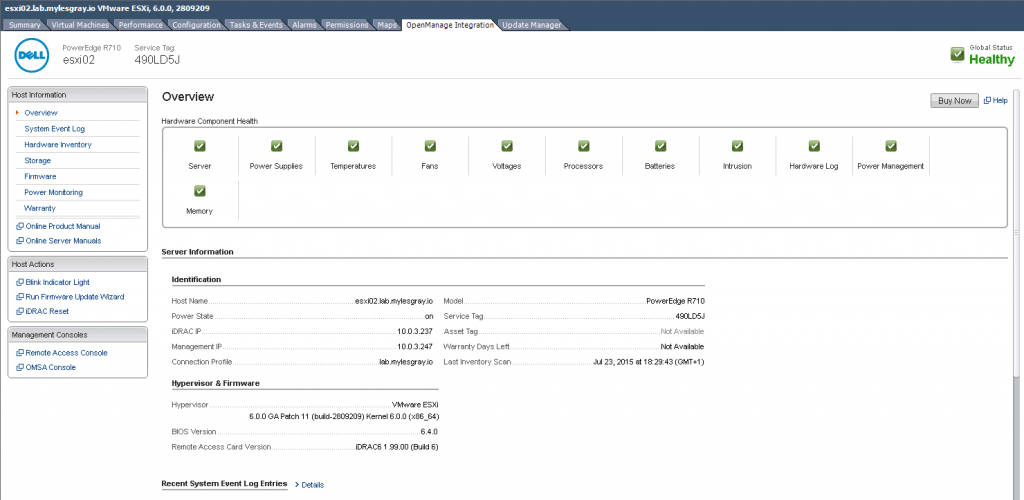 esxi02.lab.mylesgray.io VMware ESXi, 6.0.0, 2809209
Summary Virtual Machines Performance Configuration Tasks & Events Alarms Permissions Maps OpenManage Integration Update Manager
DELL
PowerEdge R710 Service Tag:
esxi02 490LD5J
Global Status
Healthy
Host Information
Overview
System Event Log
Hardware Inventory
Storage
Firmware
Power Monitoring
Warranty
Online Product Manual
Online Server Manuals
Host Actions
Blink Indicator Light
Run Firmware Update Wizard
iDRAC Reset
Management Consoles
Remote Access Console
OMSA Console
Overview
Buy Now Help
Hardware Component Health
Server Power Supplies Temperatures Fans Voltages Processors Batteries Intrusion Hardware Log Power Management
Memory
Server Information
Identification
Host Name esxi02.lab.mylesgray.io Model PowerEdge R710
Power State on Service Tag 490LD5J
iDRAC IP 10.0.3.237 Asset Tag Not Available
Management IP 10.0.3.247 Warranty Days Left Not Available
Connection Profile lab.mylesgray.io Last Inventory Scan Jul 23, 2015 at 18:29:43 (GMT+1)
Hypervisor & Firmware
Hypervisor VMware ESXi
6.0.0 GA Patch 11 (build-2809209) Kernel 6.0.0 (x86_64)
BIOS Version 6.4.0
Remote Access Card Version iDRAC6 1.99.00 (Build 6)
Recent System Event Log Entries Details